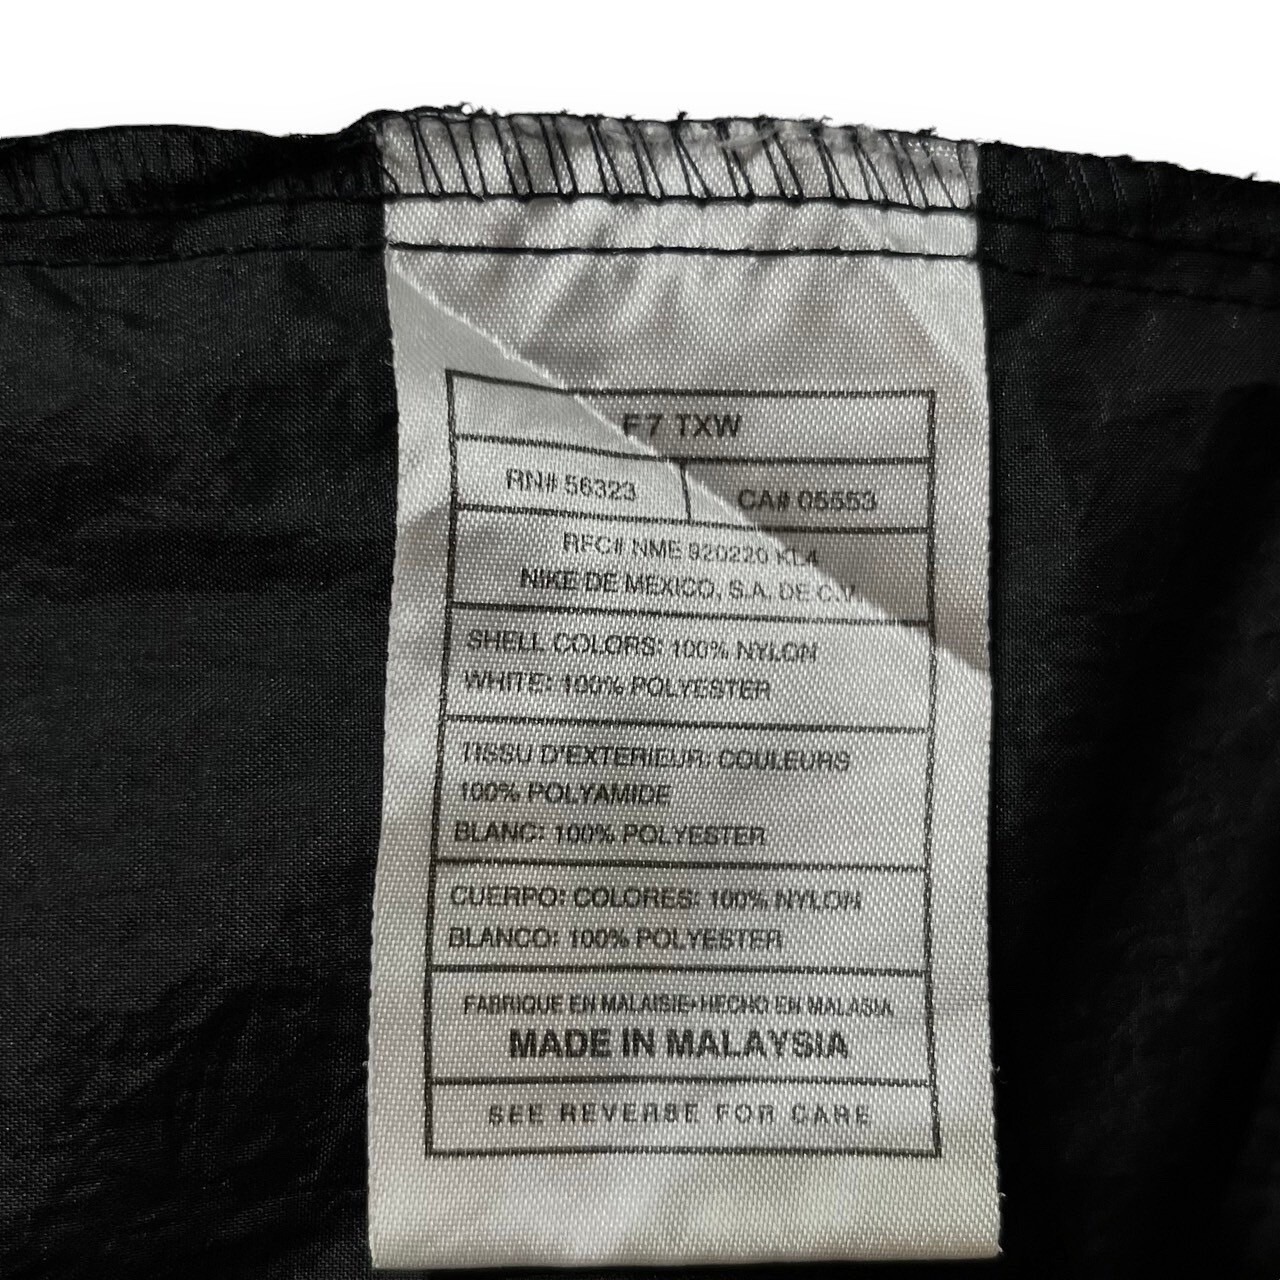 F7 TXW
RN# 56323 CA# 05553
RFC# NME 920220 KL4
NIKE DE MEXICO, S.A. DE C.V.
SHELL COLORS: 100% NYLON
WHITE: 100% POLYESTER
TISSU D'EXTERIEUR: COULEURS
100% POLYAMIDE
BLANC: 100% POLYESTER
CUERPO: COLORES: 100% NYLON
BLANCO: 100% POLYESTER
FABRIQUE EN MALAISIE•HECHO EN MALASIA
MADE IN MALAYSIA
SEE REVERSE FOR CARE